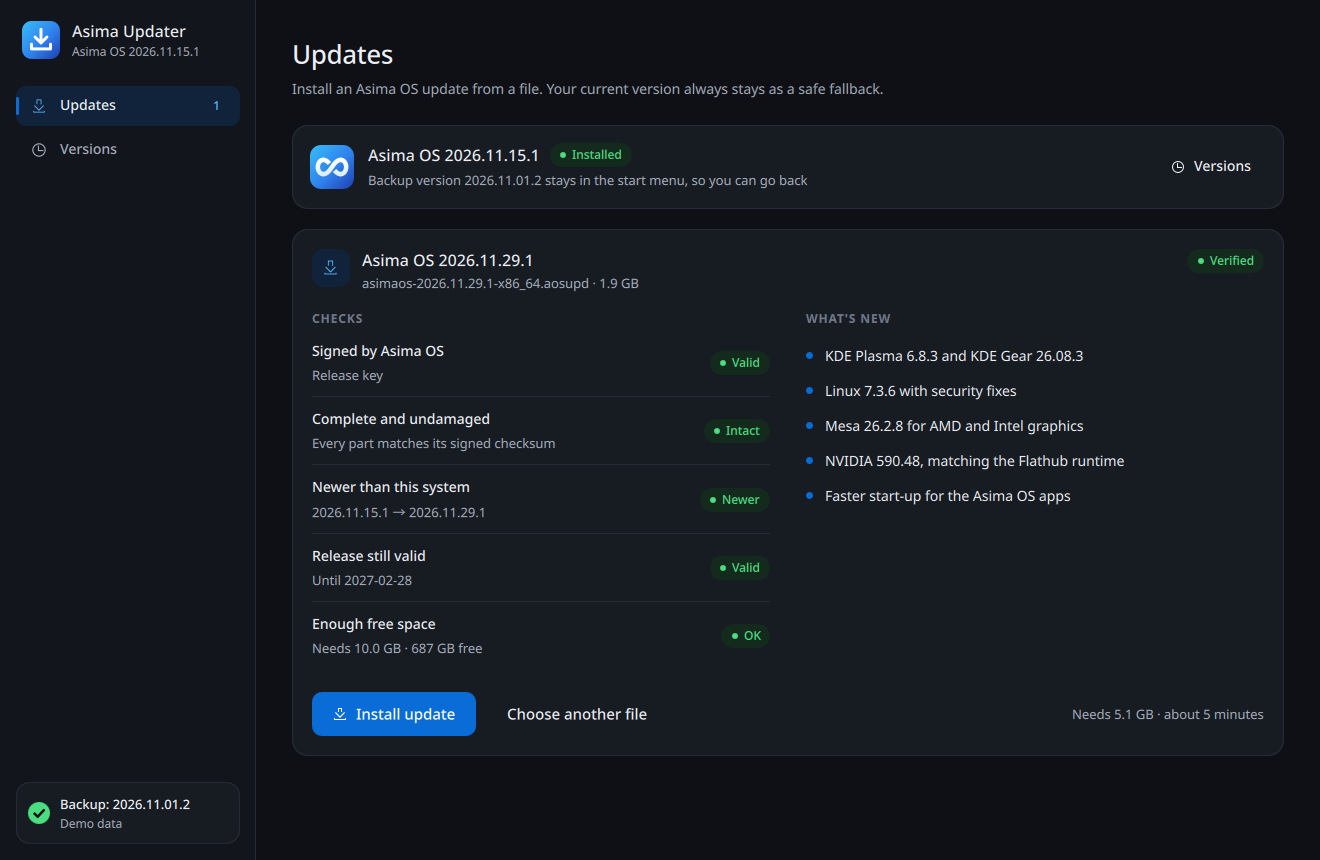 Asima Updater
Asima OS 2026.11.15.1
Updates 1
Versions
Backup: 2026.11.01.2
Demo data
Updates
Install an Asima OS update from a file. Your current version always stays as a safe fallback.
Asima OS 2026.11.15.1 Installed
Backup version 2026.11.01.2 stays in the start menu, so you can go back
Versions
Asima OS 2026.11.29.1
asimaos-2026.11.29.1-x86_64.aosupd · 1.9 GB
Verified
CHECKS
Signed by Asima OS
Release key
Valid
Complete and undamaged
Every part matches its signed checksum
Intact
Newer than this system
2026.11.15.1 → 2026.11.29.1
Newer
Release still valid
Until 2027-02-28
Valid
Enough free space
Needs 10.0 GB · 687 GB free
OK
WHAT'S NEW
KDE Plasma 6.8.3 and KDE Gear 26.08.3
Linux 7.3.6 with security fixes
Mesa 26.2.8 for AMD and Intel graphics
NVIDIA 590.48, matching the Flathub runtime
Faster start-up for the Asima OS apps
Install update
Choose another file
Needs 5.1 GB · about 5 minutes